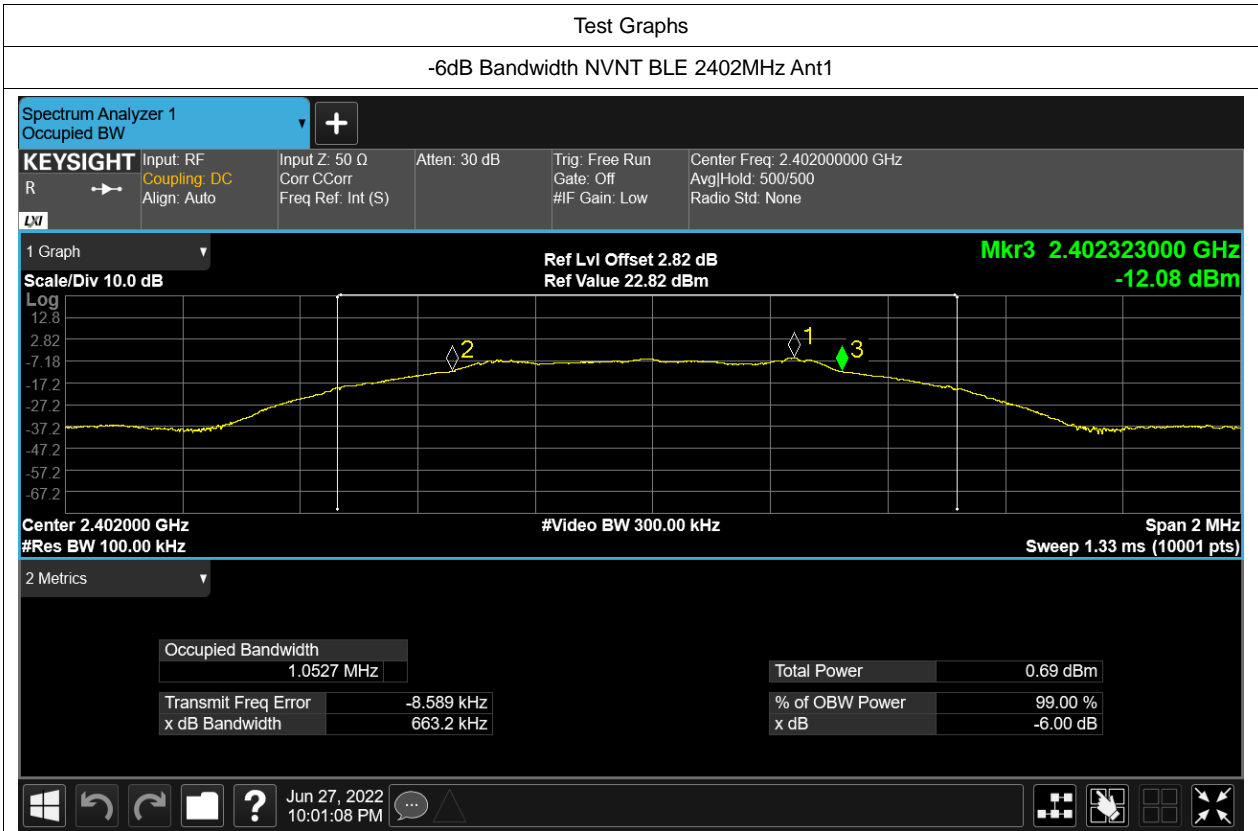 Test Graphs
-6dB Bandwidth NVNT BLE 2402MHz Ant1
Spectrum Analyzer 1
Occupied BW
KEYSIGHT
R
LXI
Input: RF
Coupling: DC
Align: Auto
Input Z: 50 Ω
Corr CCorr
Freq Ref: Int (S)
Atten: 30 dB
Trig: Free Run
Gate: Off
#IF Gain: Low
Center Freq: 2.402000000 GHz
Avg|Hold: 500/500
Radio Std: None
1 Graph
Scale/Div 10.0 dB
Ref Lvl Offset 2.82 dB
Ref Value 22.82 dBm
Mkr3 2.402323000 GHz
-12.08 dBm
Log
12.8
2.82
-7.18
-17.2
-27.2
-37.2
-47.2
-57.2
-67.2
2
1
3
Center 2.402000 GHz
#Video BW 300.00 kHz
Span 2 MHz
#Res BW 100.00 kHz
Sweep 1.33 ms (10001 pts)
2 Metrics
Occupied Bandwidth
1.0527 MHz
Total Power 0.69 dBm
Transmit Freq Error -8.589 kHz
% of OBW Power 99.00 %
x dB Bandwidth 663.2 kHz
x dB -6.00 dB
?
Jun 27, 2022
10:01:08 PM